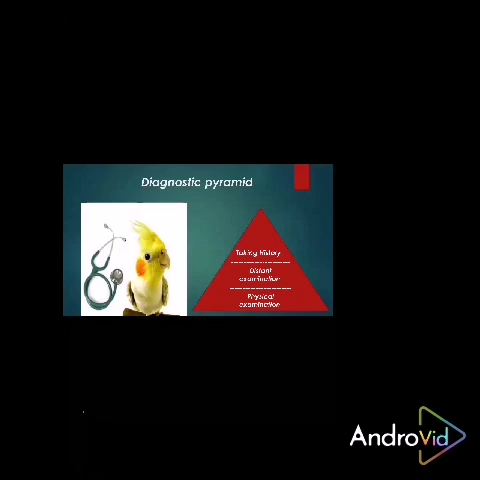 Diagnostic pyramid
Taking History
Distant
examination
Physical
examination
AndroVid